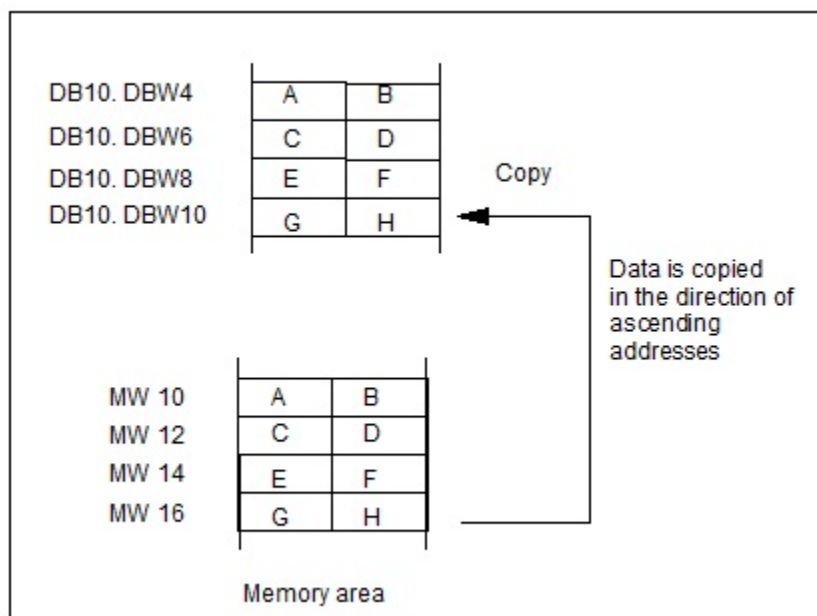 DB10. DBW4 A B
DB10. DBW6 C D
DB10. DBW8 E F
DB10. DBW10 G H
Copy
Data is copied
in the direction of
ascending
addresses
MW 10 A B
MW 12 C D
MW 14 E F
MW 16 G H
Memory area